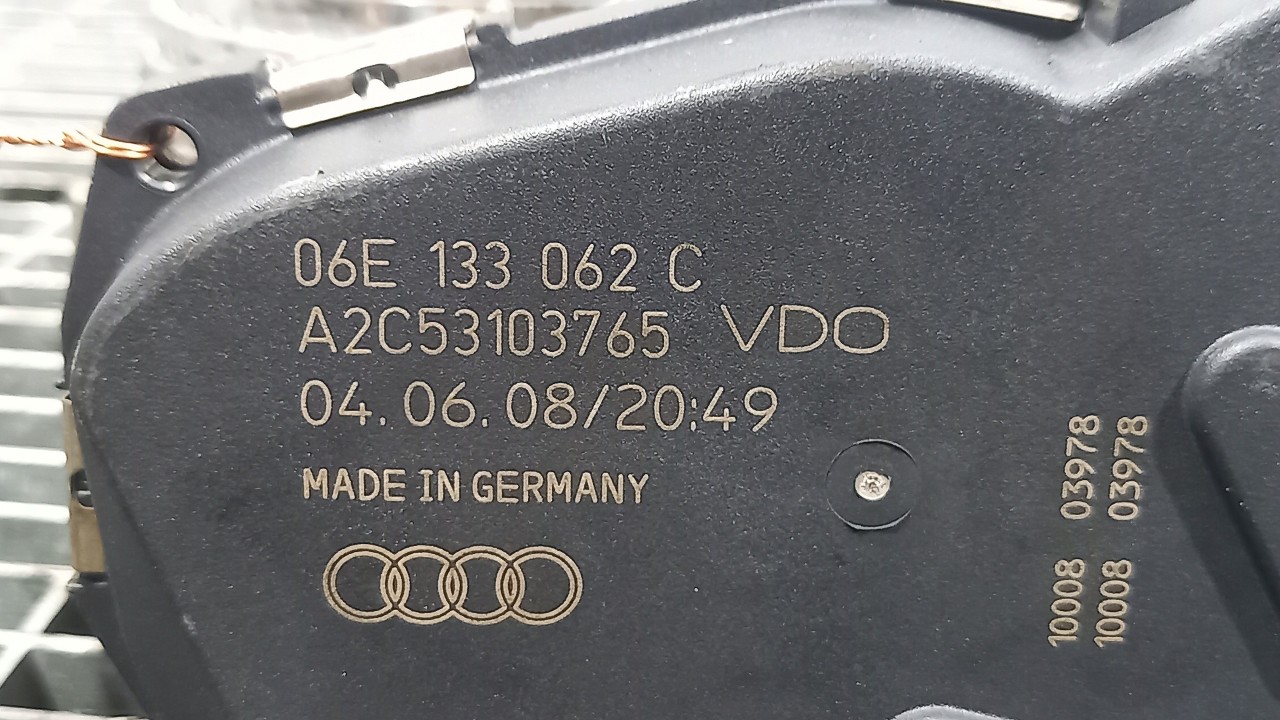 06E 133 062 C
A2C53103765 VDO
04.06.08/20:49
MADE IN GERMANY
10008 03978
10008 03978